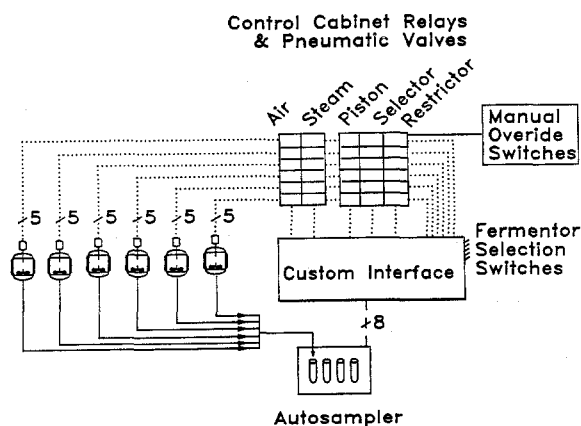 Control Cabinet Relays
& Pneumatic Valves
Air
Steam
Piston
Selector
Restrictor
Manual
Overide
Switches
5 5 5 5 5 5
Fermentor
Selection
Switches
Custom Interface
8
Autosampler